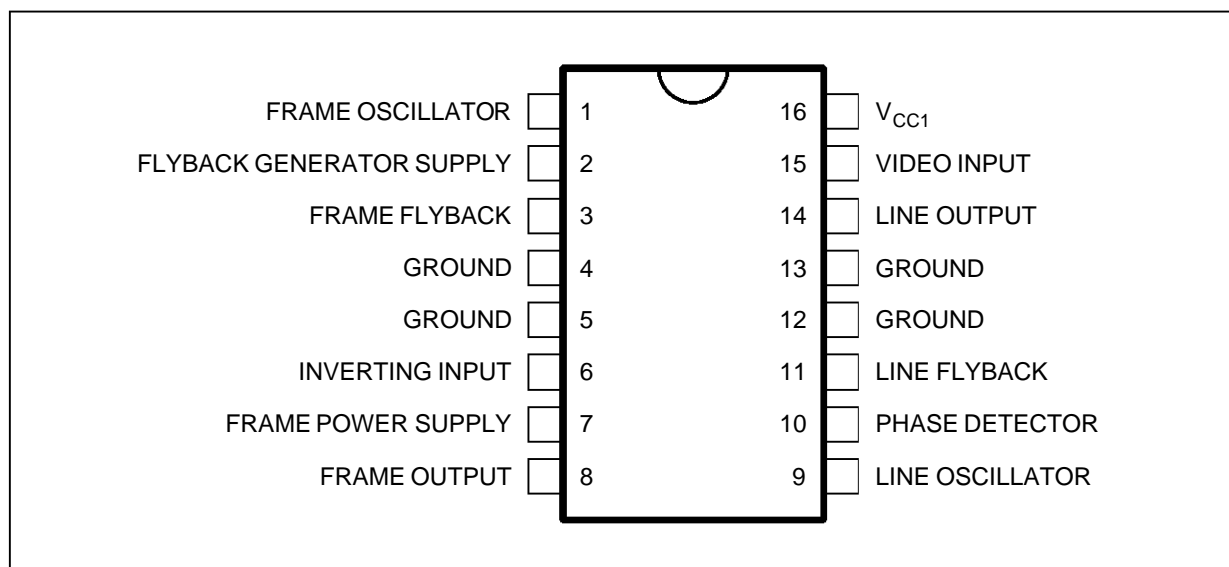 FRAME OSCILLATOR 1 16 VCC1
FLYBACK GENERATOR SUPPLY 2 15 VIDEO INPUT
FRAME FLYBACK 3 14 LINE OUTPUT
GROUND 4 13 GROUND
GROUND 5 12 GROUND
INVERTING INPUT 6 11 LINE FLYBACK
FRAME POWER SUPPLY 7 10 PHASE DETECTOR
FRAME OUTPUT 8 9 LINE OSCILLATOR